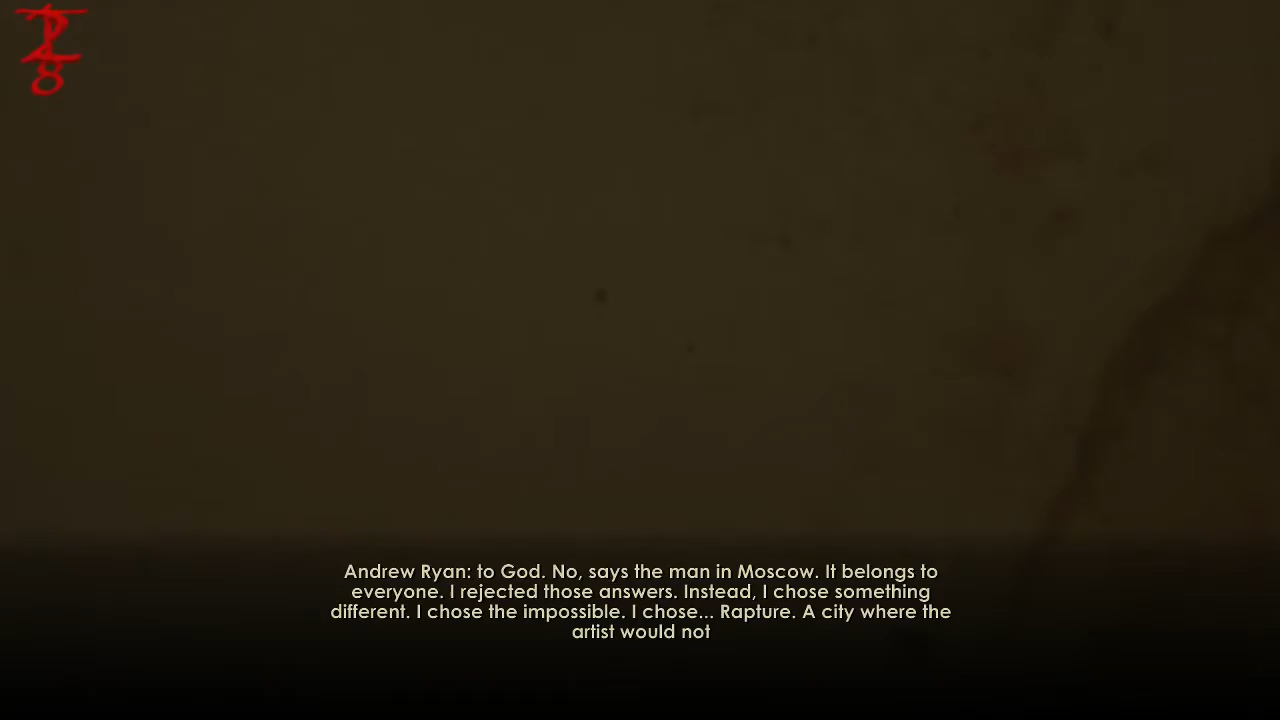 Andrew Ryan: to God. No, says the man in Moscow. It belongs to
everyone. I rejected those answers. Instead, I chose something
different. I chose the impossible. I chose... Rapture. A city where the
artist would not